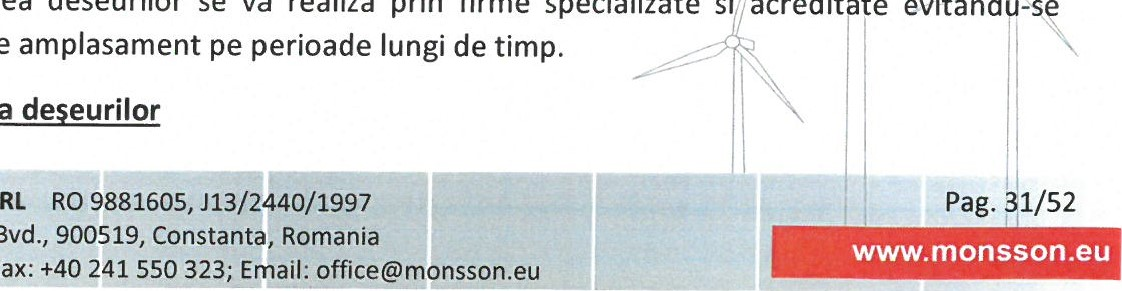 ea deșeurilor se va realiza prin firme specializate si acreditate evitându-se
e amplasament pe perioade lungi de timp.
a deşeurilor
RL RO 9881605, J13/2440/1997
Pag. 31/52
Bvd., 900519, Constanta, Romania
www.monsson.eu
ax: +40 241 550 323; Email: office@monsson.eu